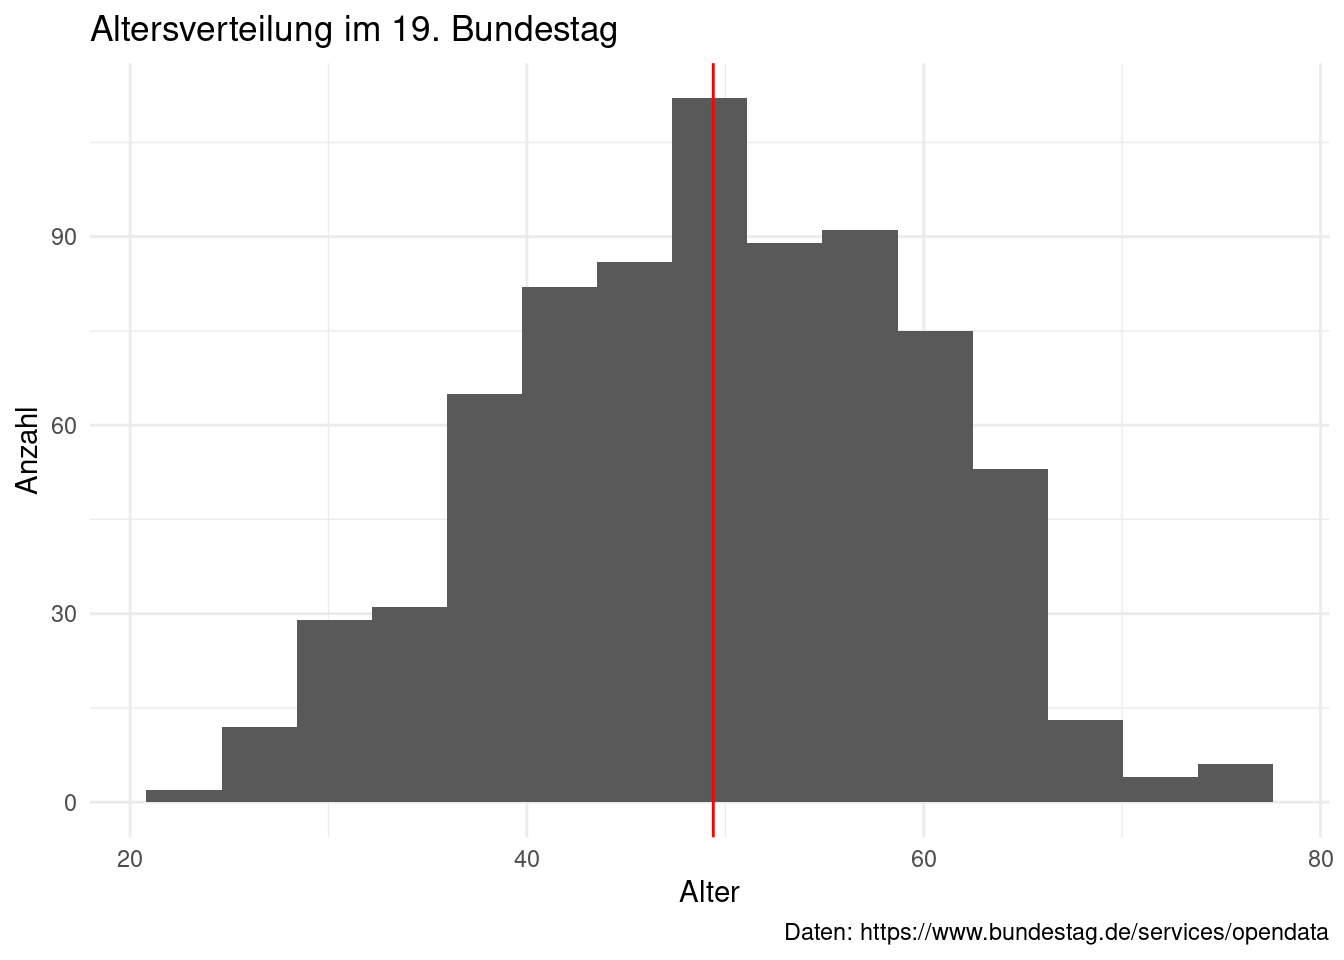 Altersverteilung im 19. Bundestag
90
60
30
0
Anzahl
20 40 60 80
Alter
Daten: https://www.bundestag.de/services/opendata